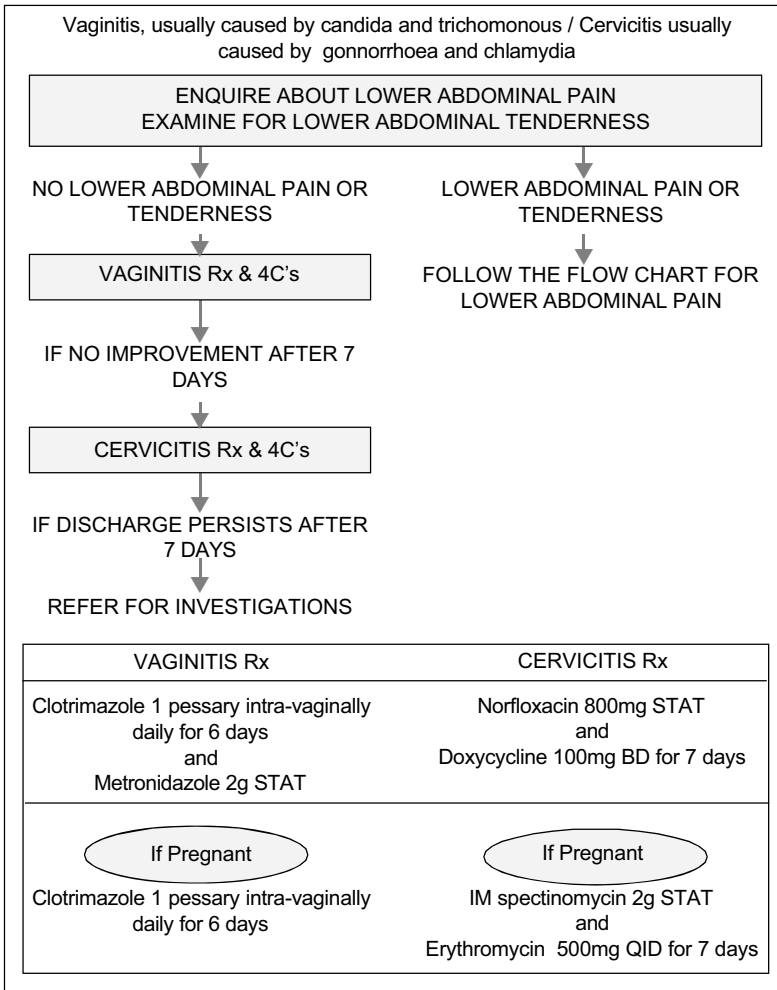 Vaginitis, usually caused by candida and trichomonous / Cervicitis usually
caused by gonnorrhoea and chlamydia
ENQUIRE ABOUT LOWER ABDOMINAL PAIN
EXAMINE FOR LOWER ABDOMINAL TENDERNESS
NO LOWER ABDOMINAL PAIN OR
TENDERNESS
VAGINITIS Rx & 4C's
IF NO IMPROVEMENT AFTER 7
DAYS
CERVICITIS Rx & 4C's
IF DISCHARGE PERSISTS AFTER
7 DAYS
REFER FOR INVESTIGATIONS
LOWER ABDOMINAL PAIN OR
TENDERNESS
FOLLOW THE FLOW CHART FOR
LOWER ABDOMINAL PAIN
VAGINITIS Rx
Clotrimazole 1 pessary intra-vaginally
daily for 6 days
and
Metronidazole 2g STAT
CERVICITIS Rx
Norfloxacin 800mg STAT
and
Doxycycline 100mg BD for 7 days
If Pregnant
Clotrimazole 1 pessary intra-vaginally
daily for 6 days
If Pregnant
IM spectinomycin 2g STAT
and
Erythromycin 500mg QID for 7 days